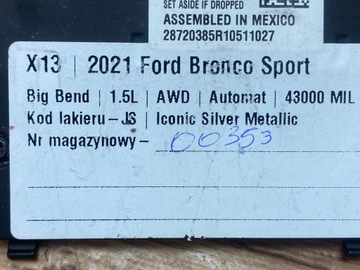 SET ASIDE IF DROPPED
ASSEMBLED IN MEXICO
28720385R10511027
X13 | 2021 Ford Bronco Sport
Big Bend | 1.5L | AWD | Automat | 43000 MIL
Kod lakieru - JS | Iconic Silver Metallic
Nr magazynowy - 00353